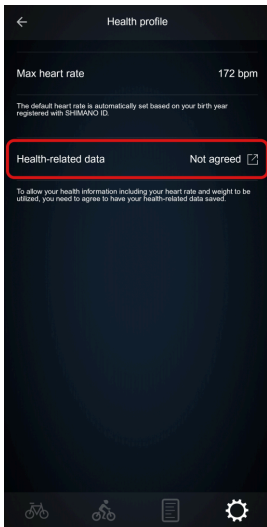 Health profile
Max heart rate 172 bpm
The default heart rate is automatically set based on your birth year
registered with SHIMANO ID.
Health-related data Not agreed
To allow your health information including your heart rate and weight to be
utilized, you need to agree to have your health-related data saved.